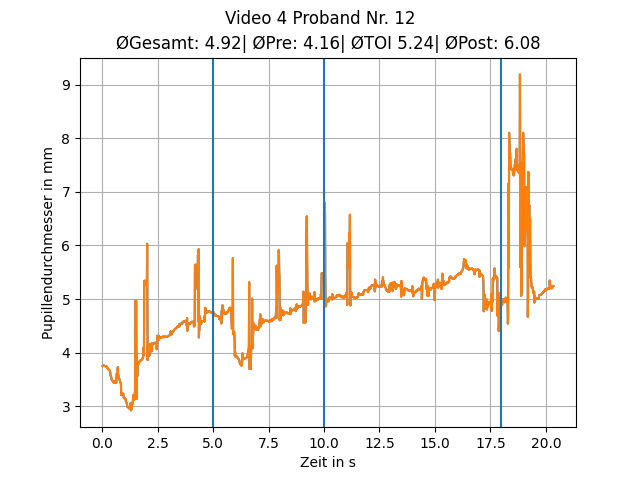 Video 4 Proband Nr. 12
ØGesamt: 4.92| ØPre: 4.16| ØTOI 5.24| ØPost: 6.08
Pupillendurchmesser in mm
9
8
7
6
5
4
3
0.0 2.5 5.0 7.5 10.0 12.5 15.0 17.5 20.0
Zeit in s